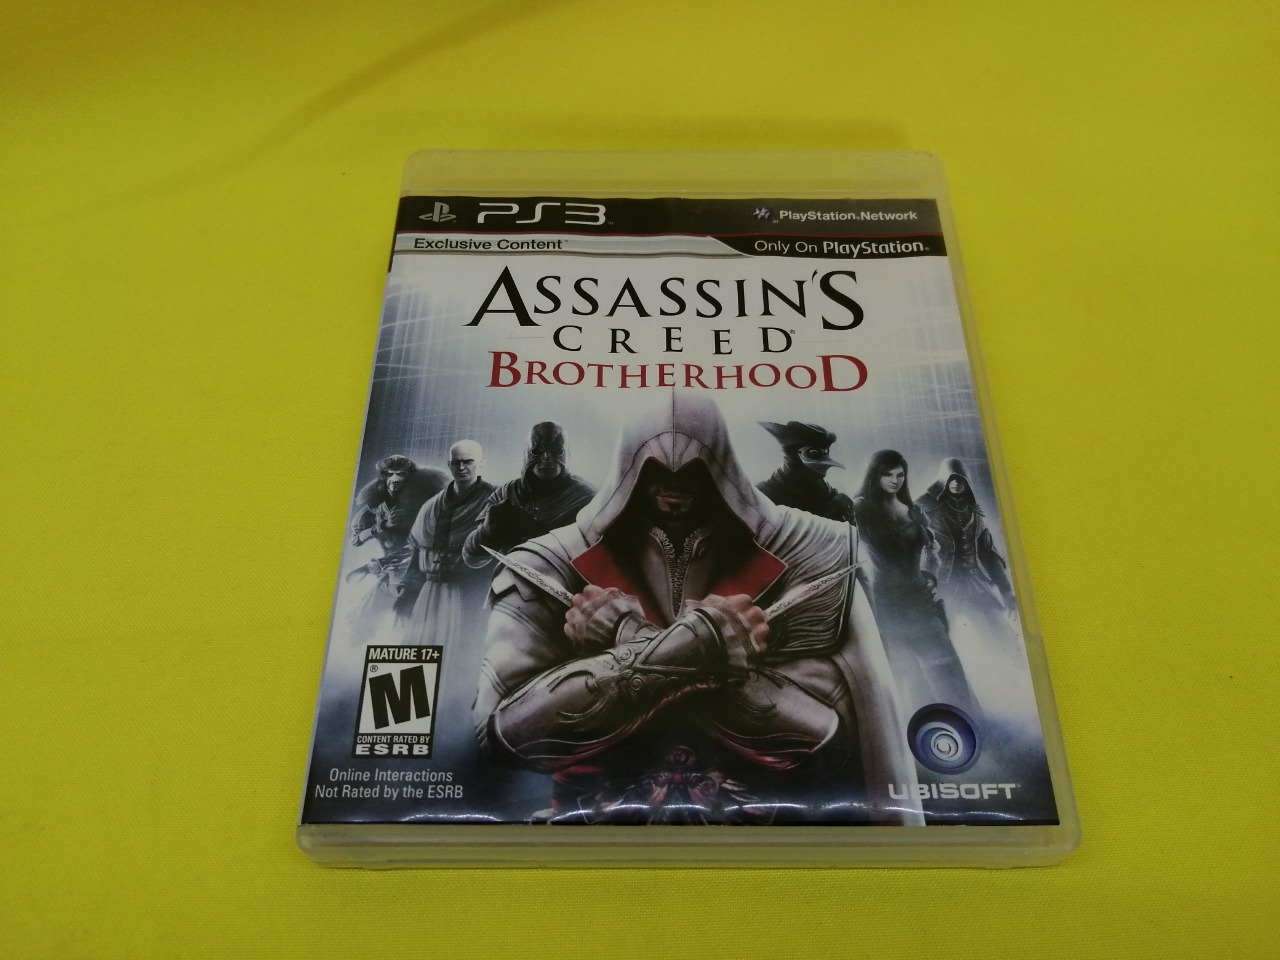 PS3
PlayStation®Network
Exclusive Content
Only On PlayStation®
ASSASSIN'S
CREED®
BROTHERHOOD
MATURE 17+
M®
CONTENT RATED BY
ESRB
Online Interactions
Not Rated by the ESRB
UBISOFT